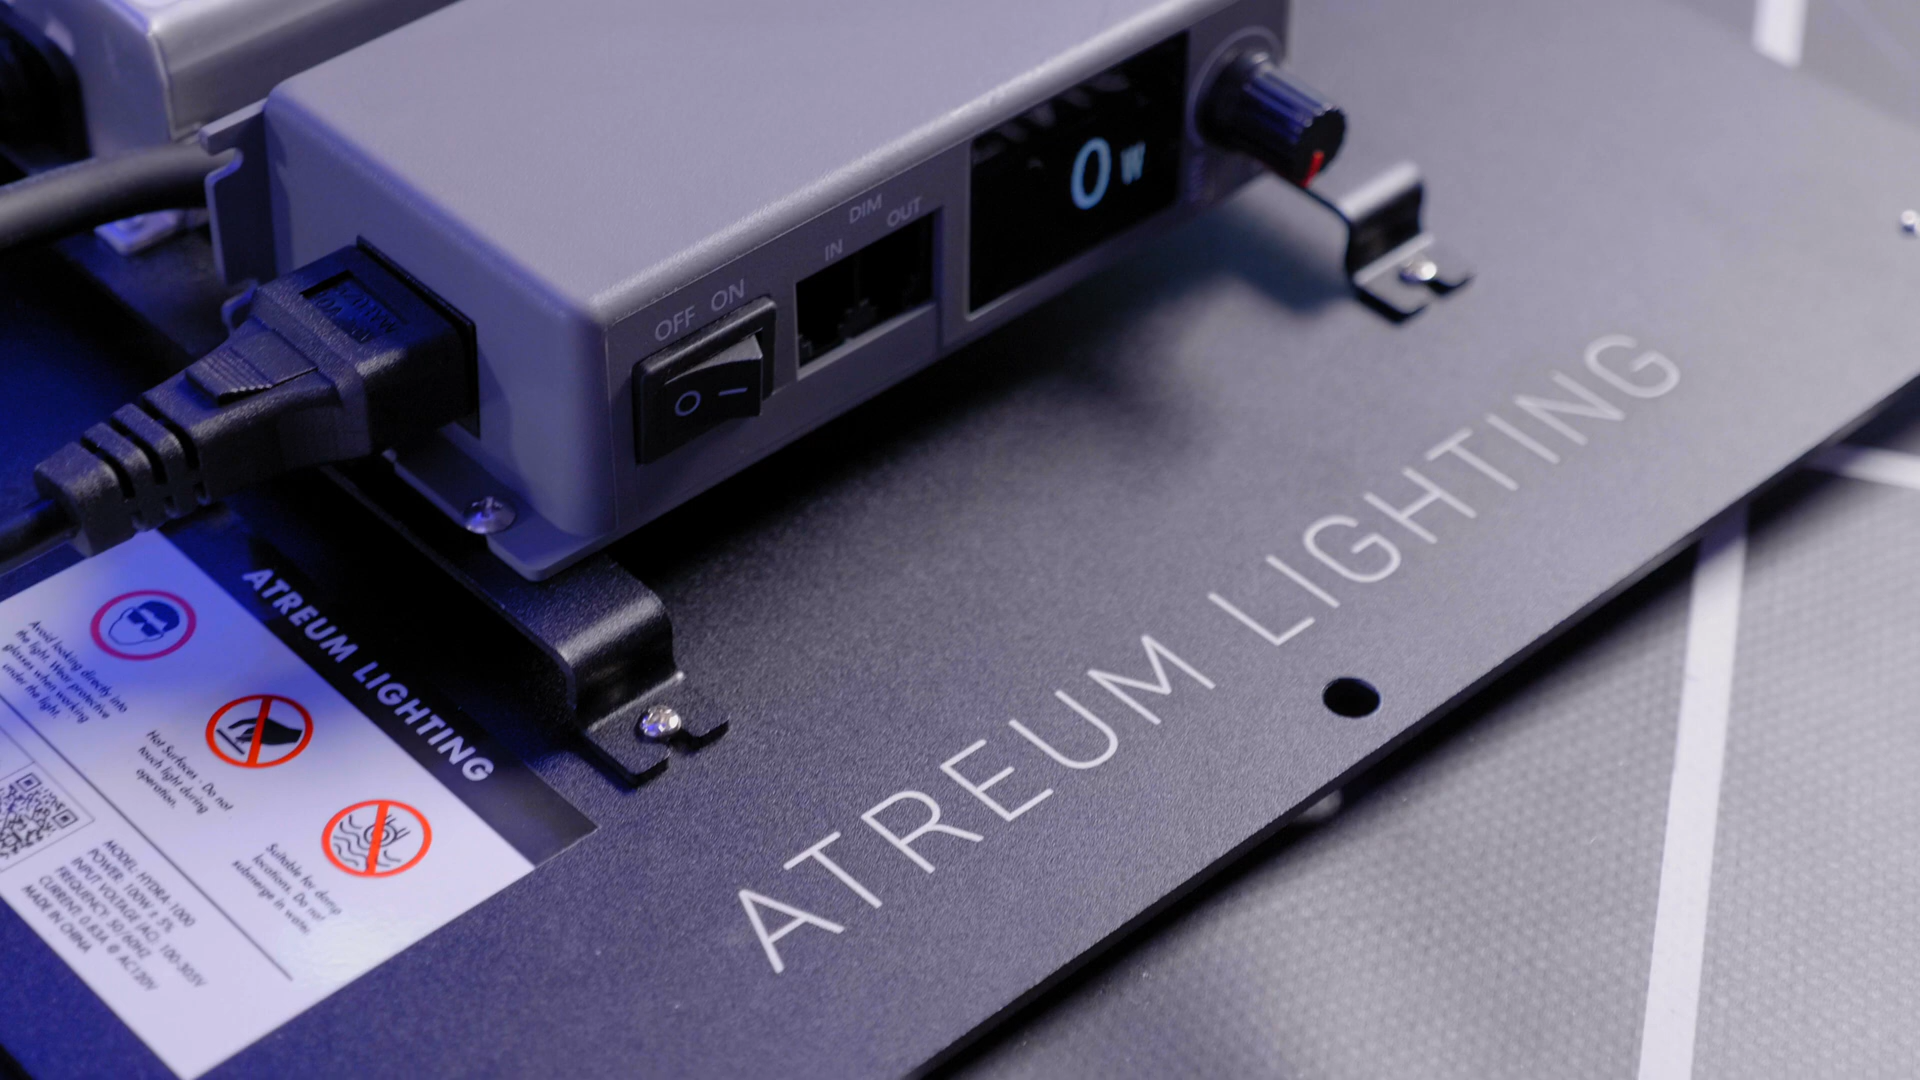 OFF ON
DIM
IN OUT
0 W
O –
ATREUM LIGHTING
ATREUM LIGHTING
Avoid looking directly into
the light. Wear protective
glasses when working
under the light.
Hot Surfaces - Do not
touch light during
operation.
Suitable for damp
locations. Do not
submerge in water.
MODEL: HYDRA-1000
POWER: 100W ± 5%
INPUT VOLTAGE (AC): 100-305V
FREQUENCY: 50/60HZ
CURRENT: 0.83A @ AC120V
MADE IN CHINA